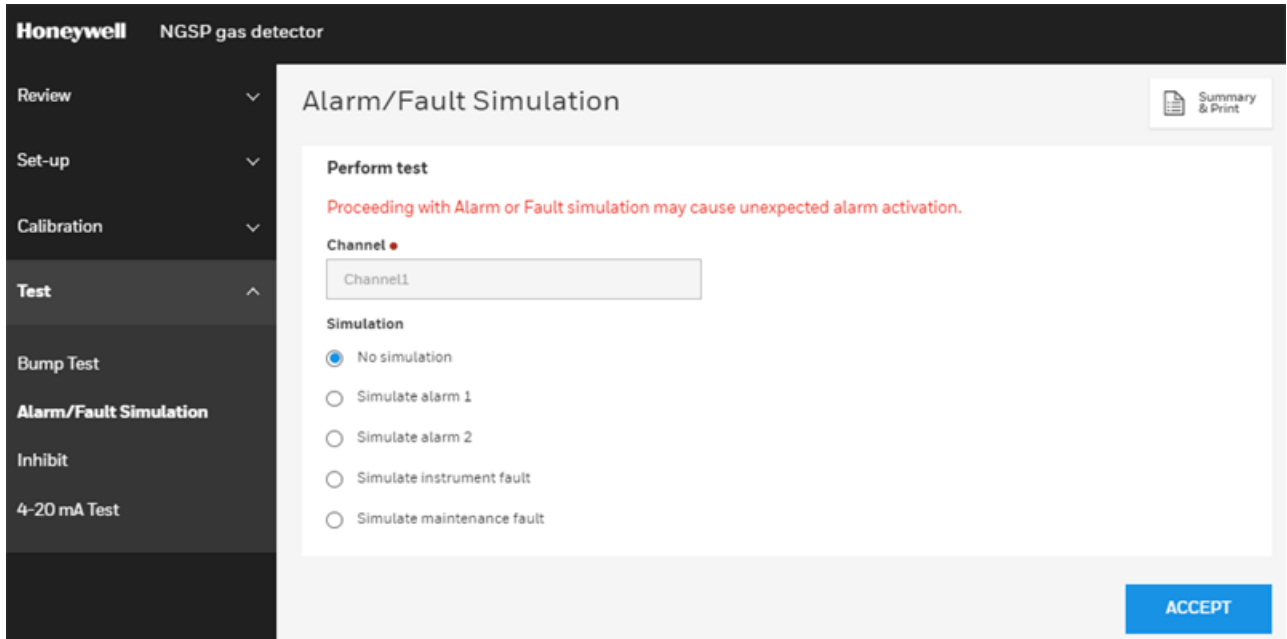 Honeywell NGSP gas detector
Review
Set-up
Calibration
Test
Bump Test
Alarm/Fault Simulation
Inhibit
4-20 mA Test
Alarm/Fault Simulation
Summary
& Print
Perform test
Proceeding with Alarm or Fault simulation may cause unexpected alarm activation.
Channel
Channel1
Simulation
No simulation
Simulate alarm 1
Simulate alarm 2
Simulate instrument fault
Simulate maintenance fault
ACCEPT